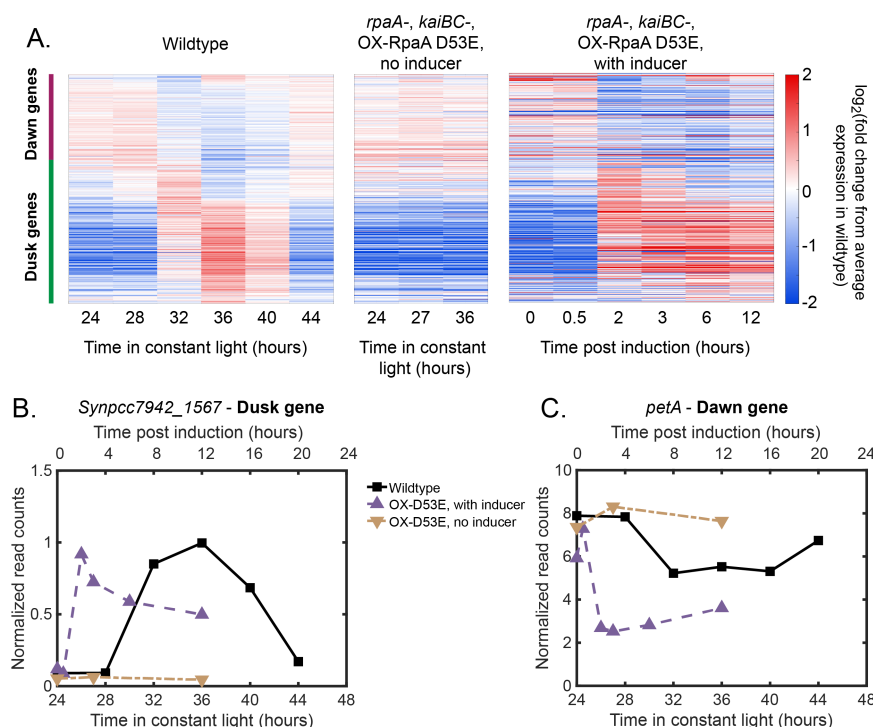 A.
Wildtype
rpaA-, kaiBC-,
OX-RpaA D53E,
no inducer
rpaA-, kaiBC-,
OX-RpaA D53E,
with inducer
Dawn genes
Dusk genes
24 28 32 36 40 44
Time in constant light (hours)
24 27 36
Time in constant
light (hours)
0 0.5 2 3 6 12
Time post induction (hours)
2
1
0
-1
-2
log2(fold change from average
expression in wildtype)
B.
Synpcc7942_1567 - Dusk gene
Time post induction (hours)
0 4 8 12 16 20 24
1.5
1
0.5
0
Normalized read counts
24 28 32 36 40 44 48
Time in constant light (hours)
Wildtype
OX-D53E, with inducer
OX-D53E, no inducer
C.
petA - Dawn gene
Time post induction (hours)
0 4 8 12 16 20 24
10
8
6
4
2
0
Normalized read counts
24 28 32 36 40 44 48
Time in constant light (hours)